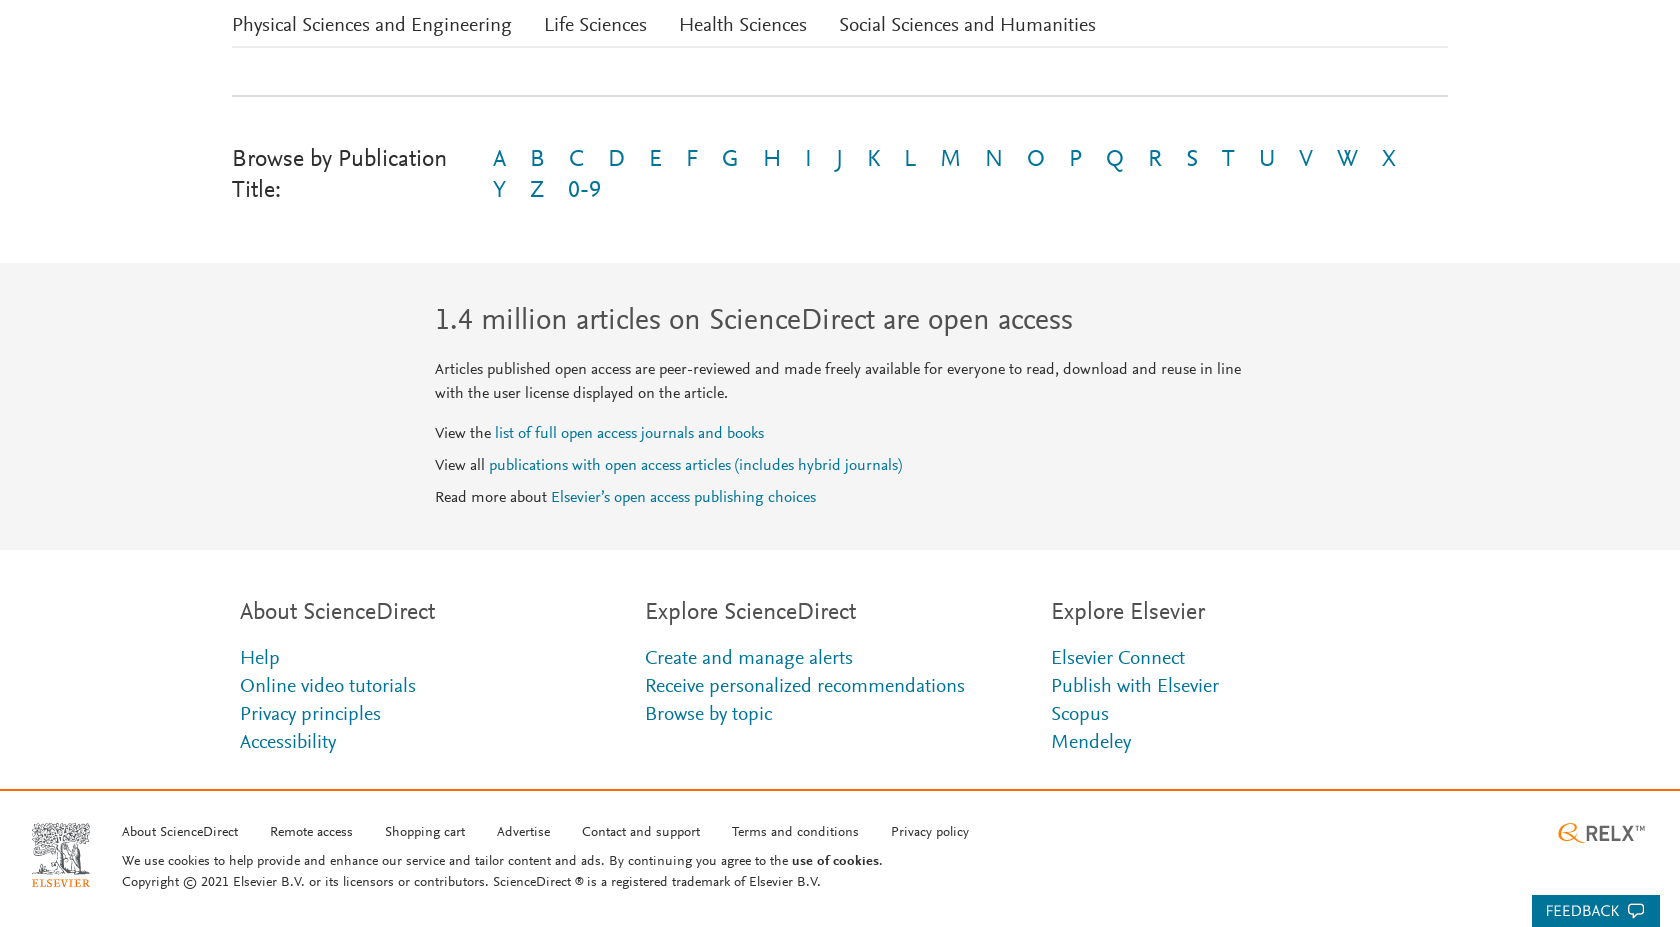 Physical Sciences and Engineering Life Sciences Health Sciences Social Sciences and Humanities
Browse by Publication Title:
A B C D E F G H I J K L M N O P Q R S T U V W X
Y Z 0-9
1.4 million articles on ScienceDirect are open access
Articles published open access are peer-reviewed and made freely available for everyone to read, download and reuse in line
with the user license displayed on the article.
View the list of full open access journals and books
View all publications with open access articles (includes hybrid journals)
Read more about Elsevier’s open access publishing choices
About ScienceDirect
Help
Online video tutorials
Privacy principles
Accessibility
Explore ScienceDirect
Create and manage alerts
Receive personalized recommendations
Browse by topic
Explore Elsevier
Elsevier Connect
Publish with Elsevier
Scopus
Mendeley
ELSEVIER
About ScienceDirect Remote access Shopping cart Advertise Contact and support Terms and conditions Privacy policy
We use cookies to help provide and enhance our service and tailor content and ads. By continuing you agree to the use of cookies.
Copyright © 2021 Elsevier B.V. or its licensors or contributors. ScienceDirect ® is a registered trademark of Elsevier B.V.
RELX™
FEEDBACK